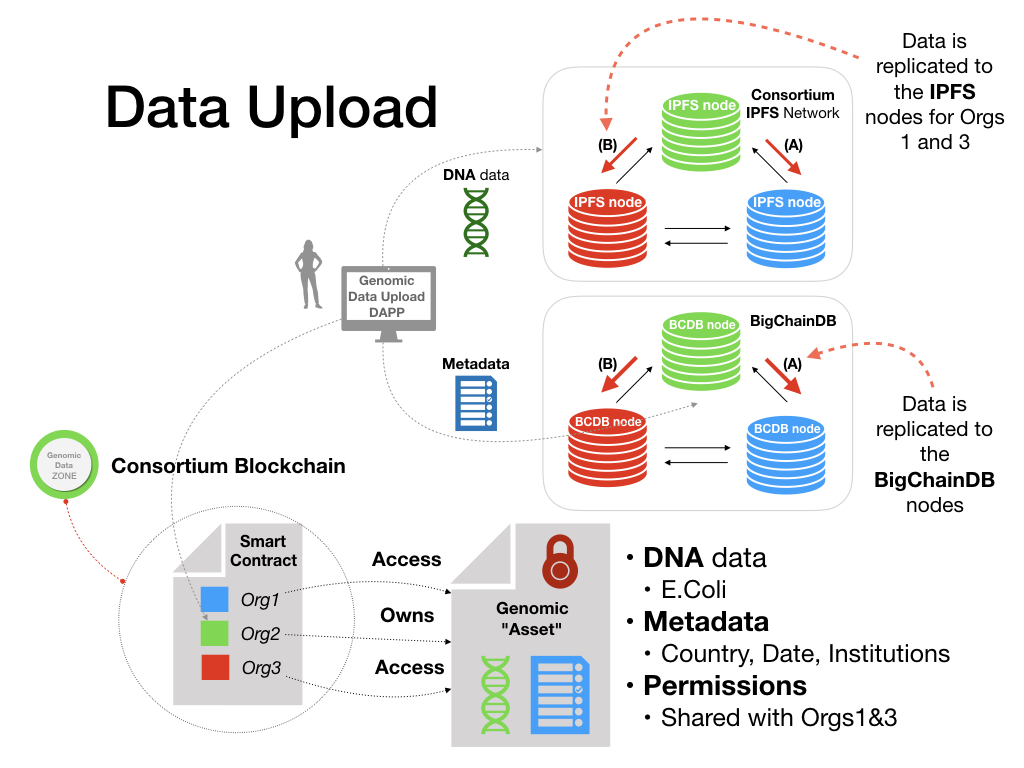 Data Upload
Data is
replicated to
the IPFS
nodes for Orgs
1 and 3
Consortium
IPFS Network
IPFS node
(B)
(A)
IPFS node
IPFS node
DNA data
Genomic
Data Upload
DAPP
Metadata
BigChainDB
BCDB node
(B)
(A)
BCDB node
BCDB node
Data is
replicated to
the
BigChainDB
nodes
Genomic
Data
ZONE
Consortium Blockchain
Smart
Contract
Org1
Org2
Org3
Access
Owns
Access
Genomic
"Asset"
• DNA data
• E.Coli
• Metadata
• Country, Date, Institutions
• Permissions
• Shared with Orgs1&3